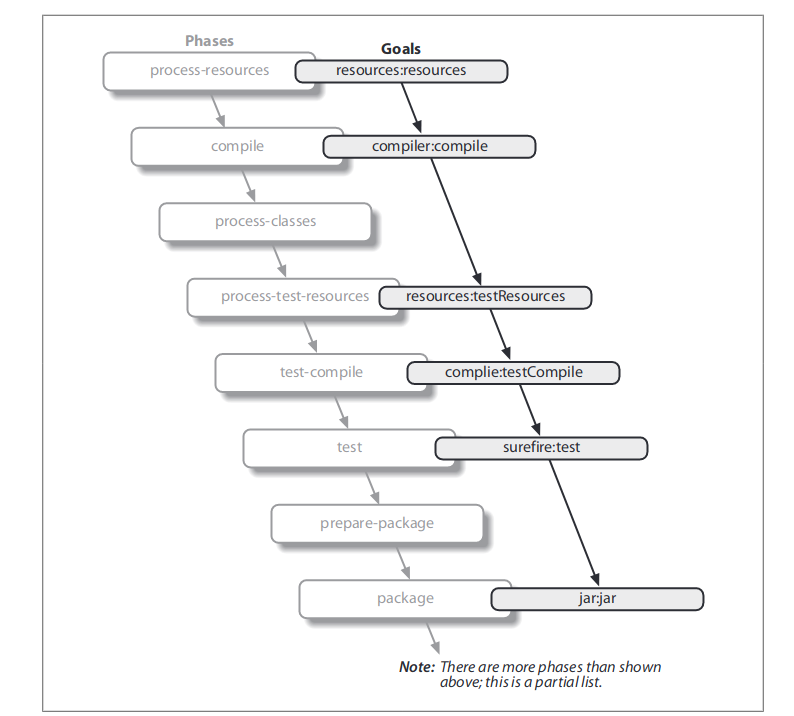 Phases
Goals
process-resources
resources:resources
compile
compiler:compile
process-classes
process-test-resources
resources:testResources
test-compile
complie:testCompile
test
surefire:test
prepare-package
package
jar:jar
Note: There are more phases than shown
above; this is a partial list.